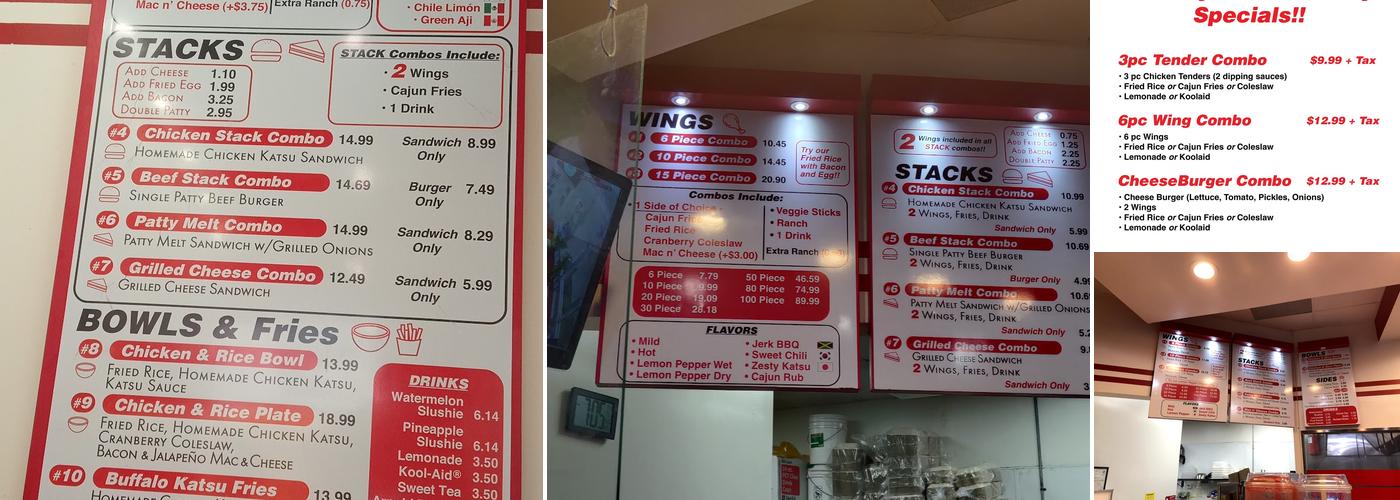 Mac n' Cheese (+$3.75)
Extra Ranch (0.75)
• Chile Limón
• Green Aji
STACKS
STACK Combos Include:
• 2 Wings
• Cajun Fries
• 1 Drink
ADD CHEESE 1.10
ADD FRIED EGG 1.99
ADD BACON 3.25
DOUBLE PATTY 2.95
#4 Chicken Stack Combo 14.99 Sandwich Only 8.99
HOMEMADE CHICKEN KATSU SANDWICH
#5 Beef Stack Combo 14.69 Burger Only 7.49
SINGLE PATTY BEEF BURGER
#6 Patty Melt Combo 14.99 Sandwich Only 8.29
PATTY MELT SANDWICH W/GRILLED ONIONS
#7 Grilled Cheese Combo 12.49 Sandwich Only 5.99
GRILLED CHEESE SANDWICH
BOWLS & Fries
#8 Chicken & Rice Bowl 13.99
FRIED RICE, HOMEMADE CHICKEN KATSU,
KATSU SAUCE
#9 Chicken & Rice Plate 18.99
FRIED RICE, HOMEMADE CHICKEN KATSU,
CRANBERRY COLESLAW,
BACON & JALAPEÑO MAC & CHEESE
#10 Buffalo Katsu Fries 13.99
DRINKS
Watermelon
Slushie 6.14
Pineapple
Slushie 6.14
Lemonade 3.50
Kool-Aid® 3.50
Sweet Tea 3.50
WINGS
6 Piece Combo 10.45
10 Piece Combo 14.45
15 Piece Combo 20.90
Try our
Fried Rice
with Bacon
and Egg!!
Combos Include:
• 1 Side of Choice
Cajun Fries
Fried Rice
Cranberry Coleslaw
Mac n' Cheese (+$3.00)
• Veggie Sticks
• Ranch
• 1 Drink
Extra Ranch
6 Piece 7.79
10 Piece 9.99
20 Piece 19.09
30 Piece 28.18
50 Piece 46.59
80 Piece 74.99
100 Piece 89.99
FLAVORS
• Mild
• Hot
• Lemon Pepper Wet
• Lemon Pepper Dry
• Jerk BBQ
• Sweet Chili
• Zesty Katsu
• Cajun Rub
2 Wings included in all
STACK combos!!
ADD CHEESE 0.75
ADD FRIED EGG 1.25
ADD BACON 2.25
DOUBLE PATTY 2.25
STACKS
#4 Chicken Stack Combo 10.99
HOMEMADE CHICKEN KATSU SANDWICH
2 WINGS, FRIES, DRINK
Sandwich Only 5.99
#5 Beef Stack Combo 10.69
SINGLE PATTY BEEF BURGER
2 WINGS, FRIES, DRINK
Burger Only 4.99
#6 Patty Melt Combo
PATTY MELT SANDWICH W/GRILLED ONIONS
2 WINGS, FRIES, DRINK
Sandwich Only
#7 Grilled Cheese Combo
GRILLED CHEESE SANDWICH
2 WINGS, FRIES, DRINK
Sandwich Only
Specials!!
3pc Tender Combo $9.99 + Tax
• 3 pc Chicken Tenders (2 dipping sauces)
• Fried Rice or Cajun Fries or Coleslaw
• Lemonade or Koolaid
6pc Wing Combo $12.99 + Tax
• 6 pc Wings
• Fried Rice or Cajun Fries or Coleslaw
• Lemonade or Koolaid
CheeseBurger Combo $12.99 + Tax
• Cheese Burger (Lettuce, Tomato, Pickles, Onions)
• 2 Wings
• Fried Rice or Cajun Fries or Coleslaw
• Lemonade or Koolaid
WINGS
STACKS
BOWLS
SIDES
FLAVORS